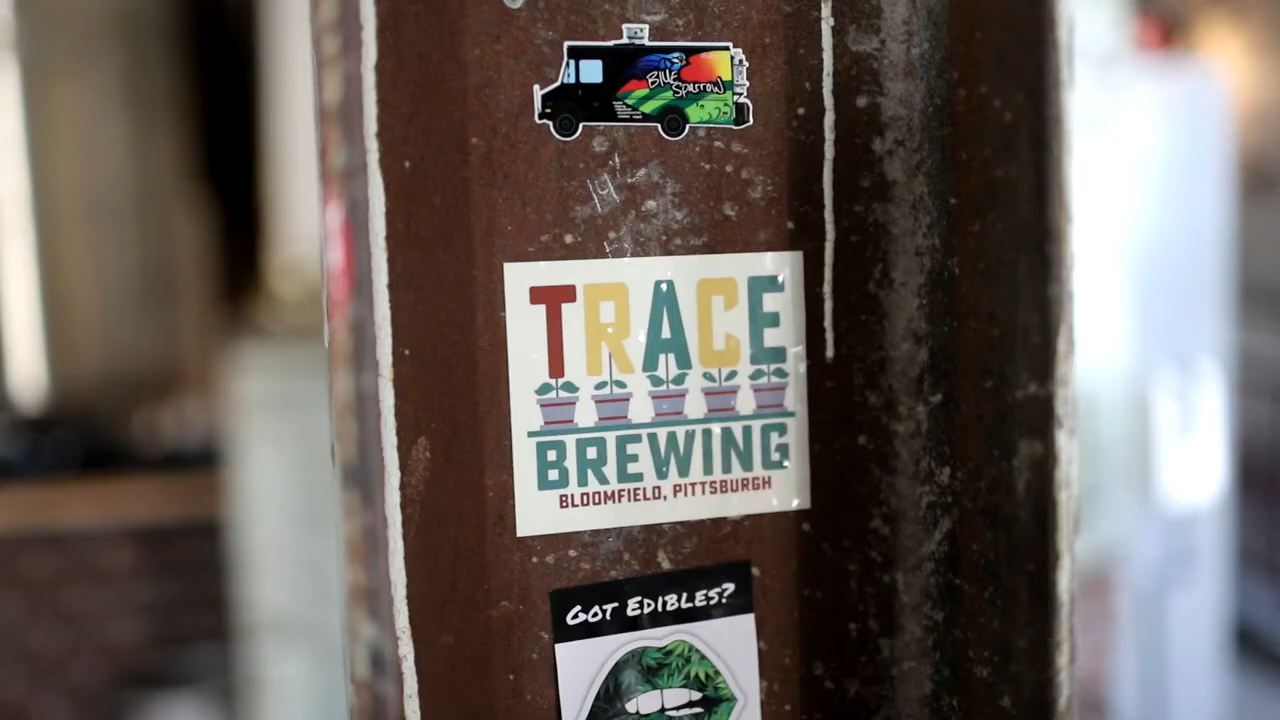 BLUE
SPARROW
TRACE
BREWING
BLOOMFIELD, PITTSBURGH
GOT EDIBLES?